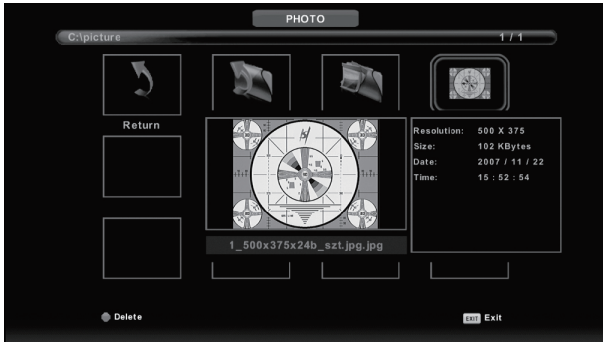 PHOTO
C:\picture
1 / 1
Return
Resolution: 500 X 375
Size: 102 KBytes
Date: 2007 / 11 / 22
Time: 15 : 52 : 54
1_500x375x24b_szt.jpg.jpg
Delete
EXIT Exit